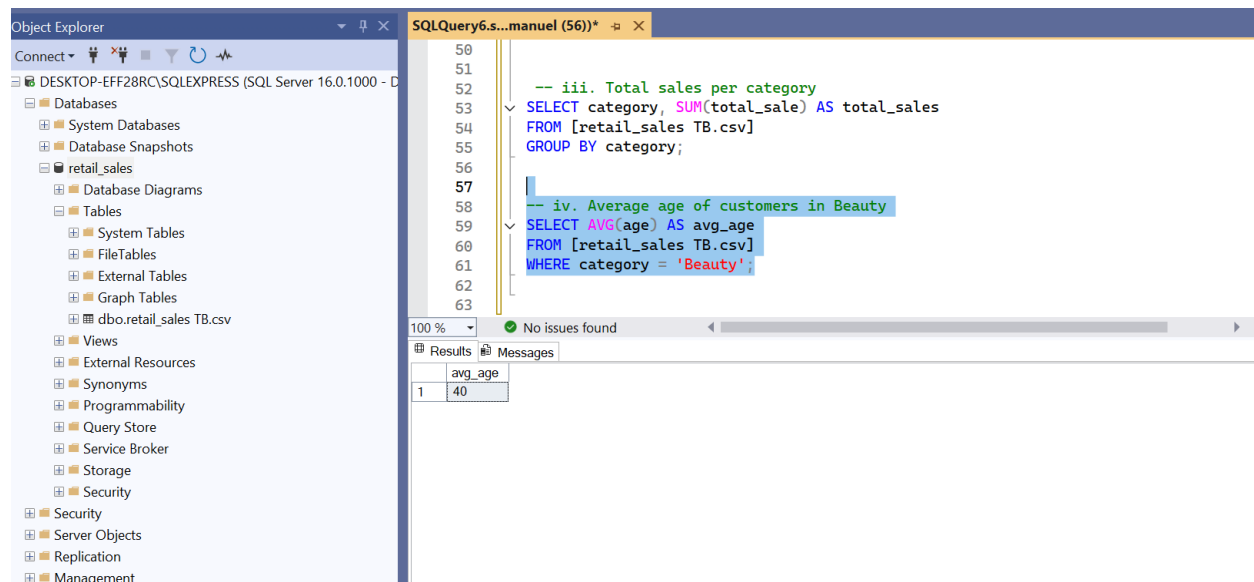 Object Explorer
Connect
DESKTOP-EFF28RC\SQLEXPRESS (SQL Server 16.0.1000 - D
Databases
System Databases
Database Snapshots
retail_sales
Database Diagrams
Tables
System Tables
FileTables
External Tables
Graph Tables
dbo.retail_sales TB.csv
Views
External Resources
Synonyms
Programmability
Query Store
Service Broker
Storage
Security
Security
Server Objects
Replication
Management
SQLQuery6.s...manuel (56))*
50
51
52 -- iii. Total sales per category
53 SELECT category, SUM(total_sale) AS total_sales
54 FROM [retail_sales TB.csv]
55 GROUP BY category;
56
57
58 -- iv. Average age of customers in Beauty
59 SELECT AVG(age) AS avg_age
60 FROM [retail_sales TB.csv]
61 WHERE category = 'Beauty';
62
63
100 % No issues found
Results Messages
avg_age
1 40